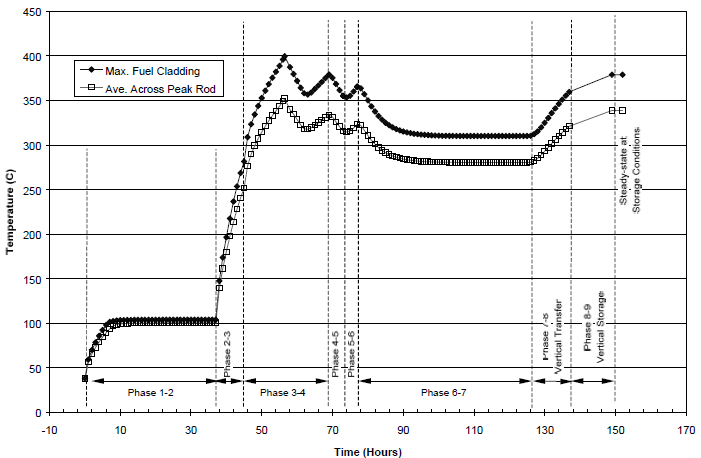 450
400
350
300
250
200
150
100
50
0
Temperature (C)
Max. Fuel Cladding
Ave. Across Peak Rod
Phase 1-2
Phase 2-3
Phase 3-4
Phase 4-5
Phase 5-6
Phase 6-7
Phase 7-8
Vertical Transfer
Phase 8-9
Vertical Storage
Steady-state at
Storage Conditions
-10
10
30
50
70
90
110
130
150
170
Time (Hours)